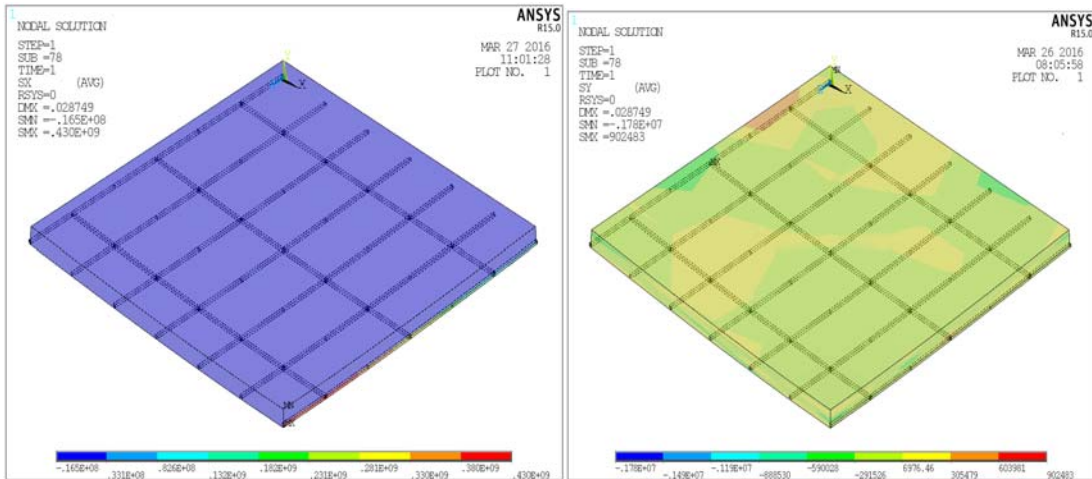 1
NODAL SOLUTION
STEP=1
SUB =78
TIME=1
SX (AVG)
RSYS=0
DMX =.028749
SMN =-.165E+08
SMX =.430E+09
ANSYS
R15.0
MAR 27 2016
11:01:28
PLOT NO. 1
Y
X
MN
-.165E+08 .331E+08 .826E+08 .132E+09 .182E+09 .231E+09 .281E+09 .330E+09 .380E+09 .430E+09
1
NODAL SOLUTION
STEP=1
SUB =78
TIME=1
SY (AVG)
RSYS=0
DMX =.028749
SMN =-.178E+07
SMX =902483
ANSYS
R15.0
MAR 26 2016
08:05:58
PLOT NO. 1
Y
X
-.178E+07 -.149E+07 -.119E+07 -888530 -590028 -291526 6976.46 305479 603981 902483